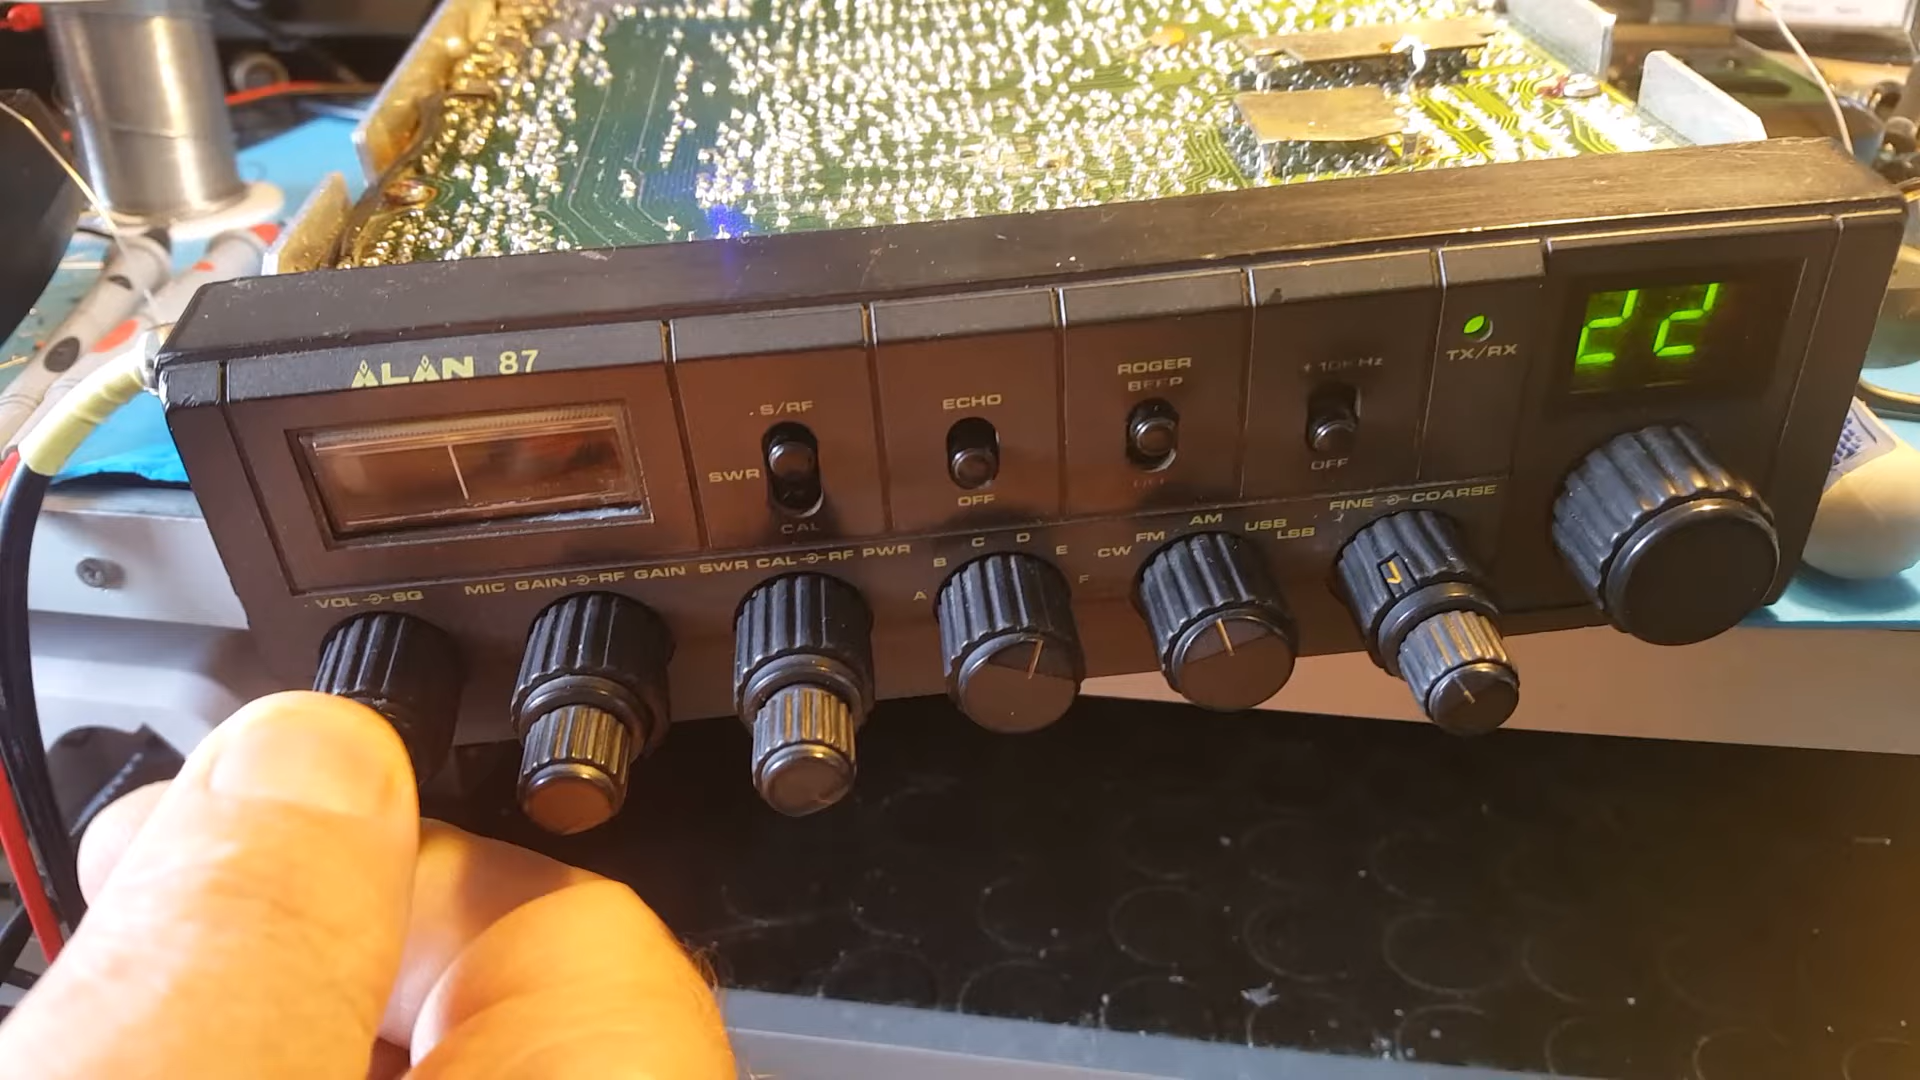 ALAN 87
S/RF
SWR
CAL
ECHO
OFF
ROGER
BEEP
OFF
+10KHz
OFF
TX/RX
22
VOL SQ
MIC GAIN RF GAIN
SWR CAL RF PWR
A B C D E F
CW FM AM USB LSB
FINE COARSE